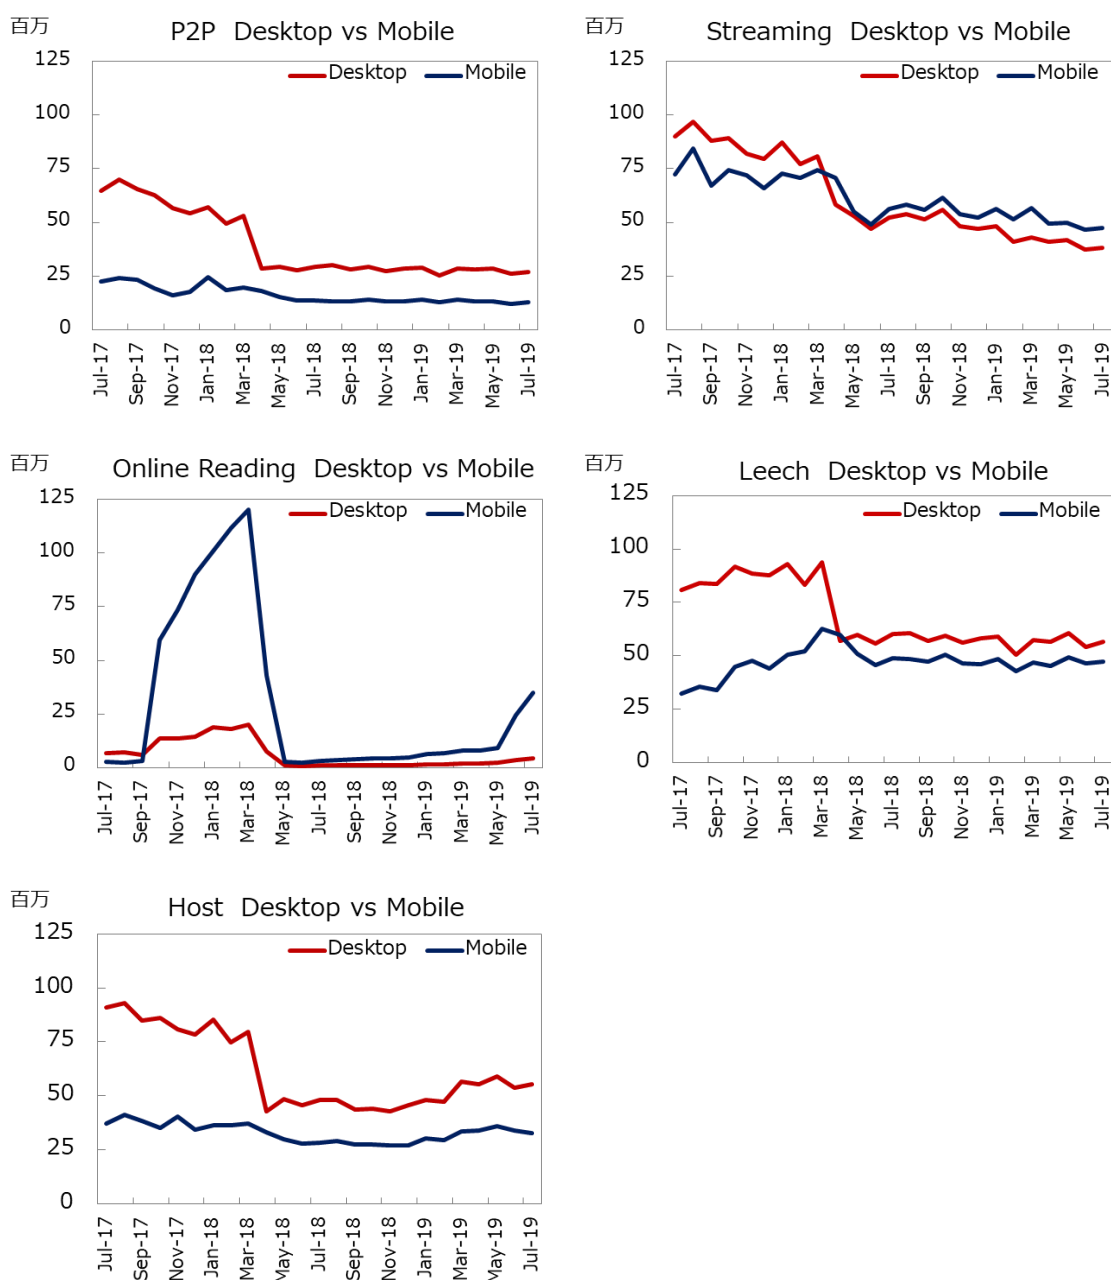 百万
P2P Desktop vs Mobile
Desktop Mobile
125
100
75
50
25
0
Jul-17 Sep-17 Nov-17 Jan-18 Mar-18 May-18 Jul-18 Sep-18 Nov-18 Jan-19 Mar-19 May-19 Jul-19
百万
Streaming Desktop vs Mobile
Desktop Mobile
125
100
75
50
25
0
Jul-17 Sep-17 Nov-17 Jan-18 Mar-18 May-18 Jul-18 Sep-18 Nov-18 Jan-19 Mar-19 May-19 Jul-19
百万
Online Reading Desktop vs Mobile
Desktop Mobile
125
100
75
50
25
0
Jul-17 Sep-17 Nov-17 Jan-18 Mar-18 May-18 Jul-18 Sep-18 Nov-18 Jan-19 Mar-19 May-19 Jul-19
百万
Leech Desktop vs Mobile
Desktop Mobile
125
100
75
50
25
0
Jul-17 Sep-17 Nov-17 Jan-18 Mar-18 May-18 Jul-18 Sep-18 Nov-18 Jan-19 Mar-19 May-19 Jul-19
百万
Host Desktop vs Mobile
Desktop Mobile
125
100
75
50
25
0
Jul-17 Sep-17 Nov-17 Jan-18 Mar-18 May-18 Jul-18 Sep-18 Nov-18 Jan-19 Mar-19 May-19 Jul-19